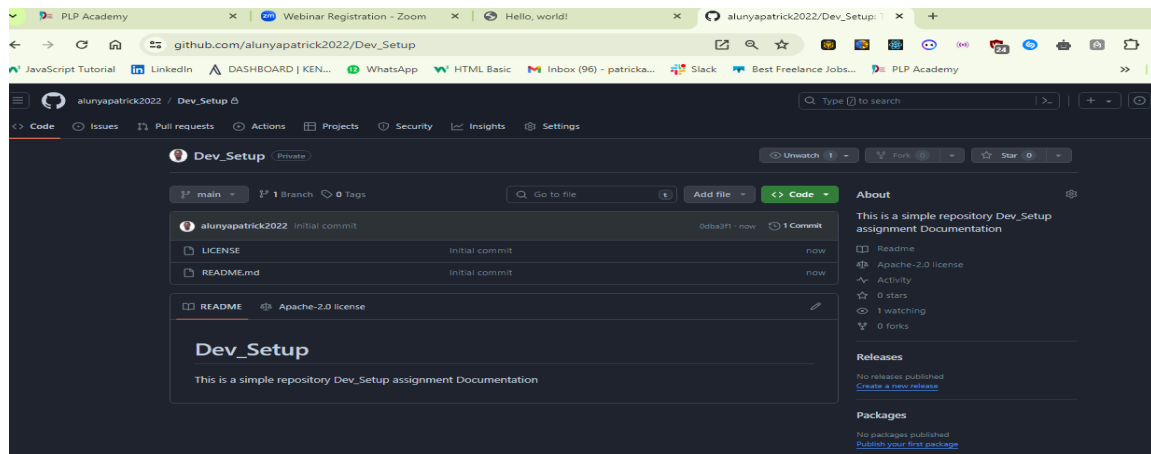 PLP Academy Webinar Registration - Zoom Hello, world! alunyapatrick2022/Dev_Setup: T
github.com/alunyapatrick2022/Dev_Setup 24
JavaScript Tutorial LinkedIn DASHBOARD | KEN... WhatsApp HTML Basic Inbox (96) – patricka... Slack Best Freelance Jobs... PLP Academy
alunyapatrick2022 / Dev_Setup Type / to search
Code Issues Pull requests Actions Projects Security Insights Settings
Dev_Setup Private Unwatch 1 Fork 0 Star 0
main 1 Branch 0 Tags Go to file t Add file Code
About
This is a simple repository Dev_Setup
assignment Documentation
alunyapatrick2022 Initial commit 0dba3f1 · now 1 Commit
LICENSE Initial commit now
README.md Initial commit now
Readme
Apache-2.0 license
Activity
0 stars
1 watching
0 forks
README Apache-2.0 license
Dev_Setup
This is a simple repository Dev_Setup assignment Documentation
Releases
No releases published
Create a new release
Packages
No packages published
Publish your first package